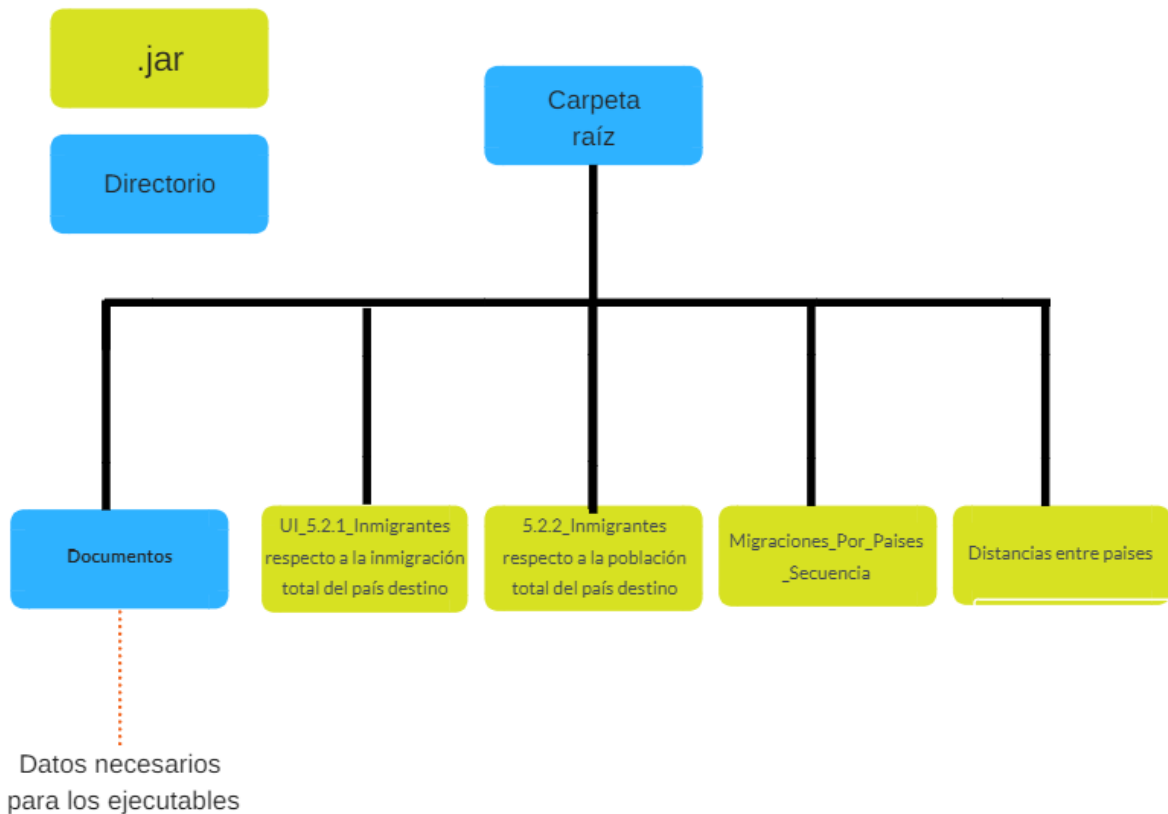 .jar
Directorio
Carpeta
raíz
Documentos
UI_5.2.1_Inmigrantes
respecto a la inmigración
total del país destino
5.2.2_Inmigrantes
respecto a la población
total del país destino
Migraciones_Por_Paises
_Secuencia
Distancias entre paises
Datos necesarios
para los ejecutables